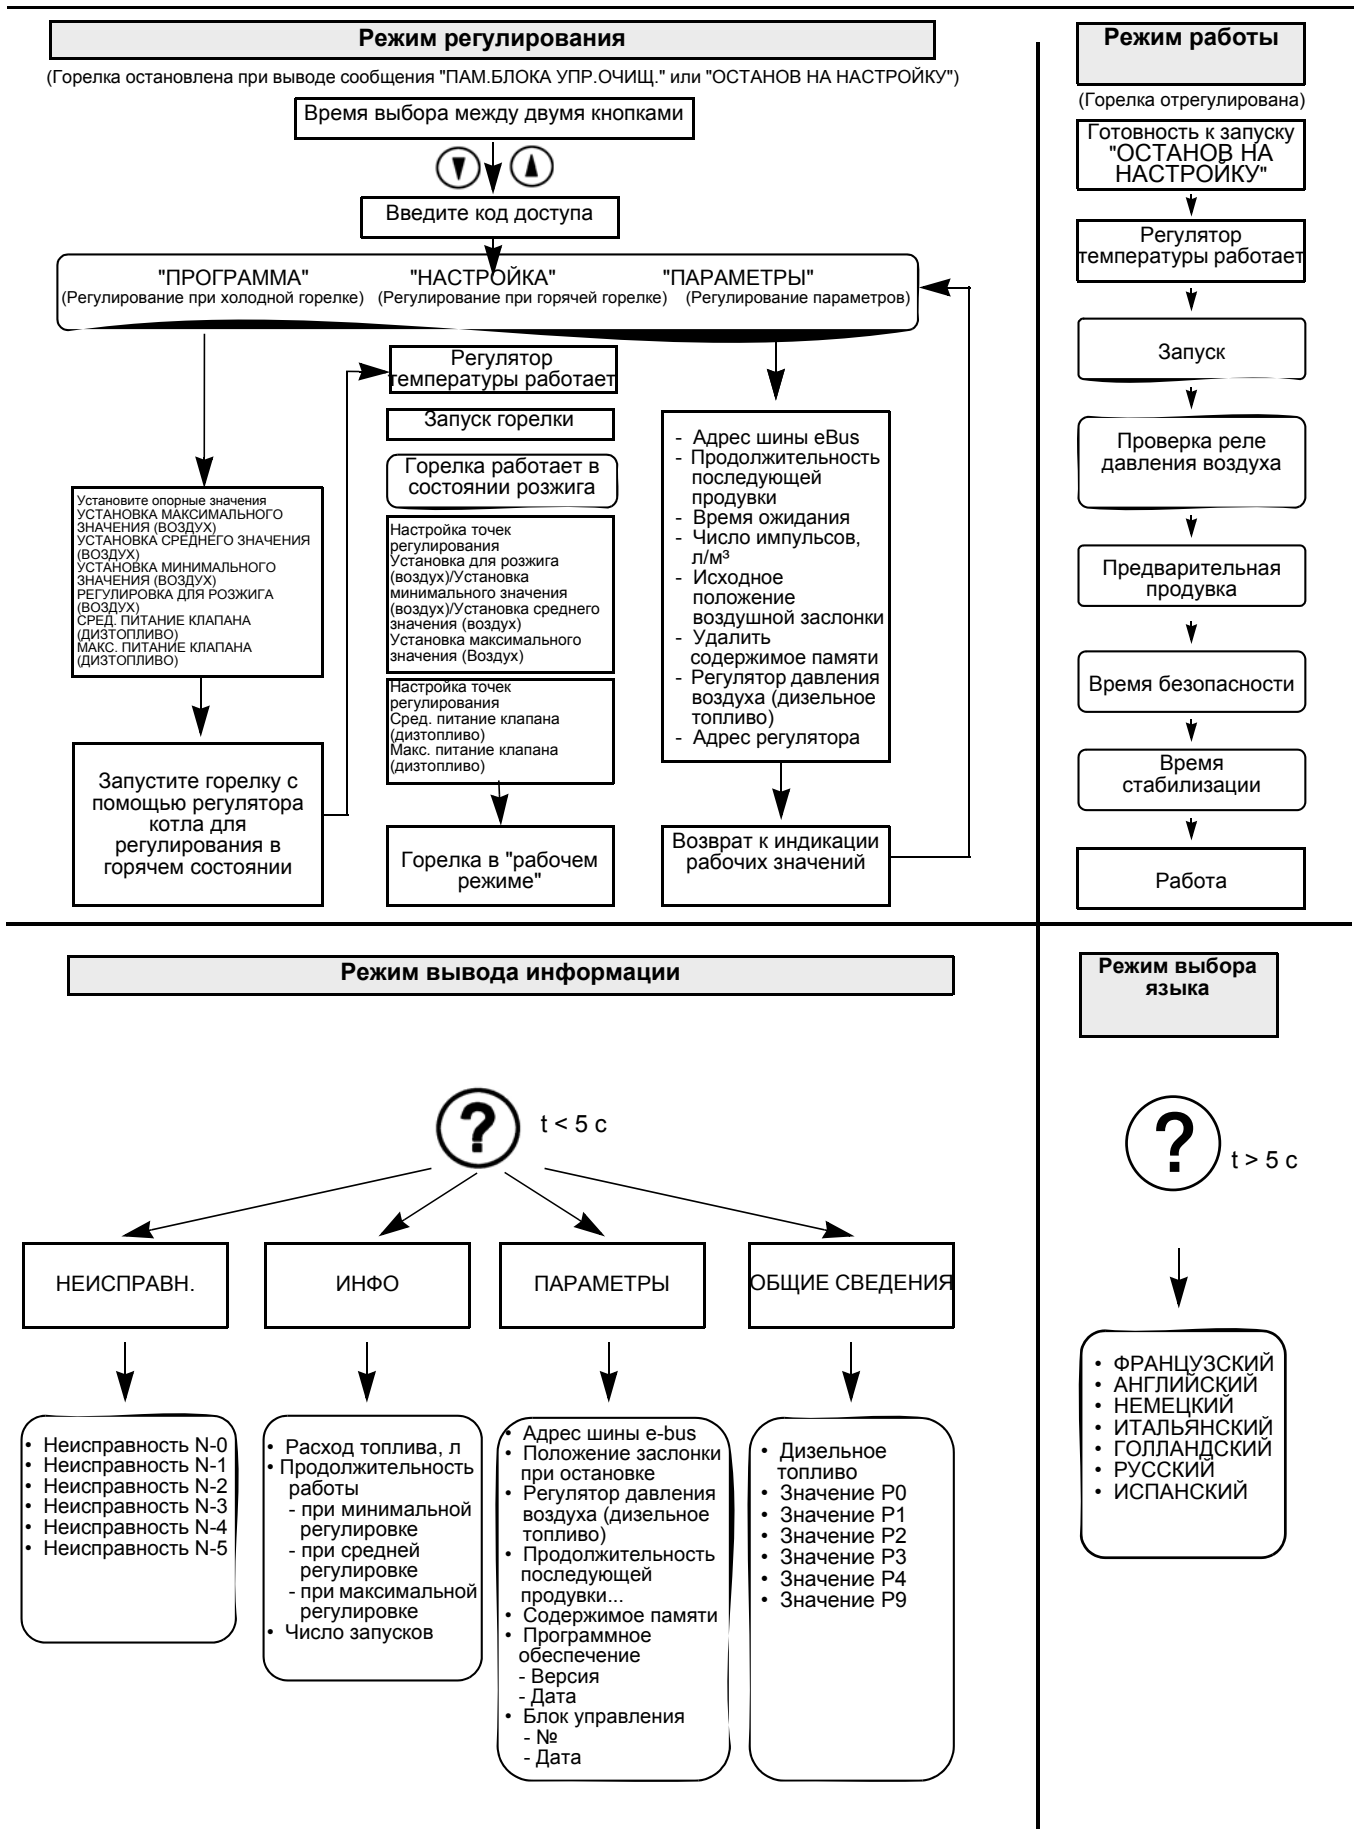 Режим регулирования
(Горелка остановлена при выводе сообщения "ПАМ.БЛОКА УПР.ОЧИЩ." или "ОСТАНОВ НА НАСТРОЙКУ")
Время выбора между двумя кнопками
Введите код доступа
"ПРОГРАММА"
(Регулирование при холодной горелке)
"НАСТРОЙКА"
(Регулирование при горячей горелке)
"ПАРАМЕТРЫ"
(Регулирование параметров)
Установите опорные значения
УСТАНОВКА МАКСИМАЛЬНОГО
ЗНАЧЕНИЯ (ВОЗДУХ)
УСТАНОВКА СРЕДНЕГО ЗНАЧЕНИЯ
(ВОЗДУХ)
УСТАНОВКА МИНИМАЛЬНОГО
ЗНАЧЕНИЯ (ВОЗДУХ)
РЕГУЛИРОВКА ДЛЯ РОЗЖИГА
(ВОЗДУХ)
СРЕД. ПИТАНИЕ КЛАПАНА
(ДИЗТОПЛИВО)
МАКС. ПИТАНИЕ КЛАПАНА
(ДИЗТОПЛИВО)
Запустите горелку с
помощью регулятора
котла для
регулирования в
горячем состоянии
Регулятор
температуры работает
Запуск горелки
Горелка работает в
состоянии розжига
Настройка точек
регулирования
Установка для розжига
(воздух)/Установка
минимального значения
(воздух)/Установка среднего
значения (воздух)
Установка максимального
значения (Воздух)
Настройка точек
регулирования
Сред. питание клапана
(дизтопливо)
Макс. питание клапана
(дизтопливо)
Горелка в "рабочем
режиме"
- Адрес шины eBus
- Продолжительность
последующей
продувки
- Время ожидания
- Число импульсов,
л/м³
- Исходное
положение
воздушной заслонки
- Удалить
содержимое памяти
- Регулятор давления
воздуха (дизельное
топливо)
- Адрес регулятора
Возврат к индикации
рабочих значений
Режим работы
(Горелка отрегулирована)
Готовность к запуску
"ОСТАНОВ НА
НАСТРОЙКУ"
Регулятор
температуры работает
Запуск
Проверка реле
давления воздуха
Предварительная
продувка
Время безопасности
Время
стабилизации
Работа
Режим вывода информации
? t < 5 с
НЕИСПРАВН.
ИНФО
ПАРАМЕТРЫ
ОБЩИЕ СВЕДЕНИЯ
• Неисправность N-0
• Неисправность N-1
• Неисправность N-2
• Неисправность N-3
• Неисправность N-4
• Неисправность N-5
• Расход топлива, л
• Продолжительность
работы
- при минимальной
регулировке
- при средней
регулировке
- при максимальной
регулировке
• Число запусков
• Адрес шины e-bus
• Положение заслонки
при остановке
• Регулятор давления
воздуха (дизельное
топливо)
• Продолжительность
последующей
продувки...
• Содержимое памяти
• Программное
обеспечение
- Версия
- Дата
• Блок управления
- №
- Дата
• Дизельное
топливо
• Значение P0
• Значение P1
• Значение P2
• Значение P3
• Значение P4
• Значение P9
Режим выбора
языка
? t > 5 с
• ФРАНЦУЗСКИЙ
• АНГЛИЙСКИЙ
• НЕМЕЦКИЙ
• ИТАЛЬЯНСКИЙ
• ГОЛЛАНДСКИЙ
• РУССКИЙ
• ИСПАНСКИЙ